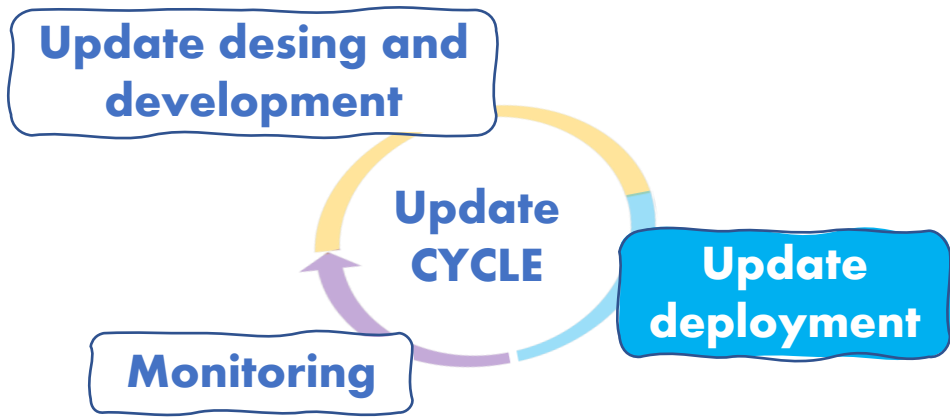 Update desing and
development
Update
CYCLE
Update
deployment
Monitoring